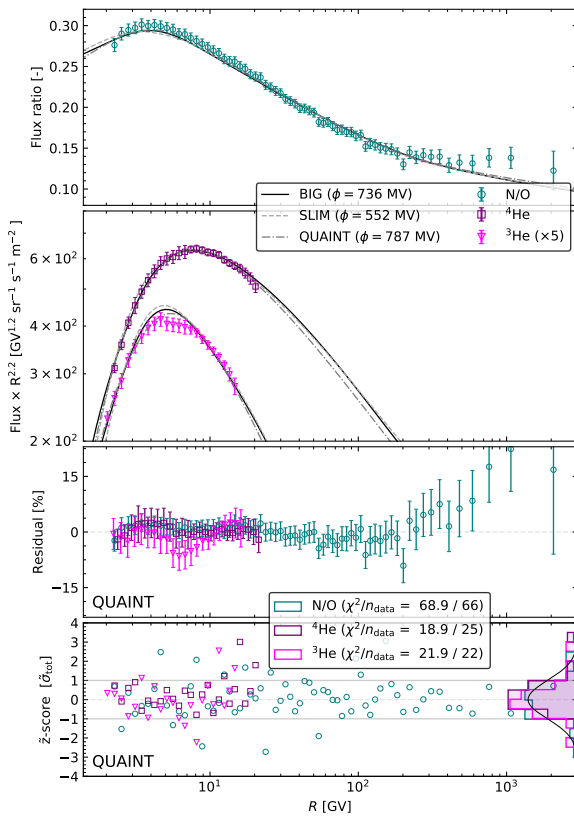 0.30
0.25
0.20
0.15
0.10
Flux ratio [-]
BIG (ϕ = 736 MV)
SLIM (ϕ = 552 MV)
QUAINT (ϕ = 787 MV)
N/O
⁴He
³He (×5)
6 × 10²
4 × 10²
3 × 10²
2 × 10²
Flux × R²·² [GV¹·² sr⁻¹ s⁻¹ m⁻²]
15
0
−15
Residual [%]
QUAINT
N/O (χ²/n_data = 68.9 / 66)
⁴He (χ²/n_data = 18.9 / 25)
³He (χ²/n_data = 21.9 / 22)
4
3
2
1
0
−1
−2
−3
−4
z̃-score [σ̃_tot]
QUAINT
10¹
10²
10³
R [GV]